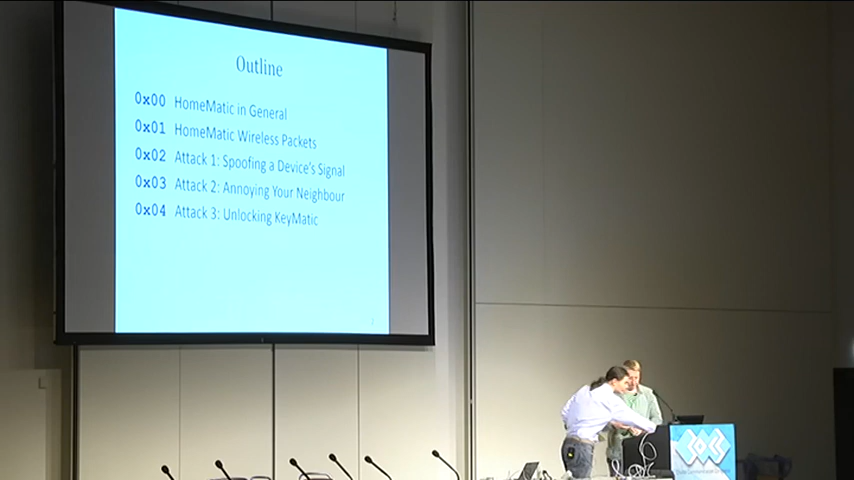 Outline
0x00 HomeMatic in General
0x01 HomeMatic Wireless Packets
0x02 Attack 1: Spoofing a Device's Signal
0x03 Attack 2: Annoying Your Neighbour
0x04 Attack 3: Unlocking KeyMatic